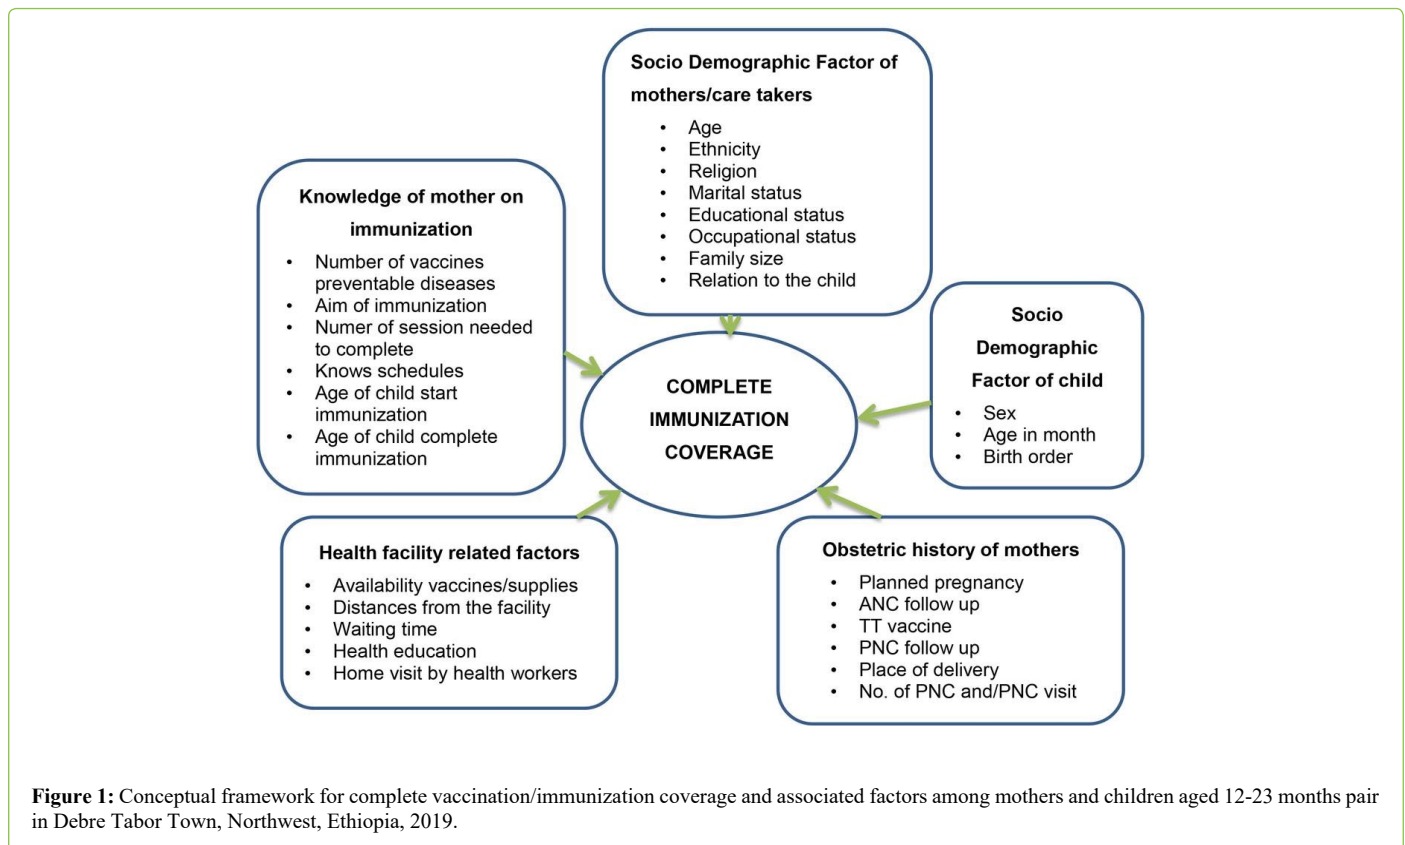 Socio Demographic Factor of
mothers/care takers
• Age
• Ethnicity
• Religion
• Marital status
• Educational status
• Occupational status
• Family size
• Relation to the child
Knowledge of mother on
immunization
• Number of vaccines
preventable diseases
• Aim of immunization
• Numer of session needed
to complete
• Knows schedules
• Age of child start
immunization
• Age of child complete
immunization
COMPLETE
IMMUNIZATION
COVERAGE
Socio
Demographic
Factor of child
• Sex
• Age in month
• Birth order
Health facility related factors
• Availability vaccines/supplies
• Distances from the facility
• Waiting time
• Health education
• Home visit by health workers
Obstetric history of mothers
• Planned pregnancy
• ANC follow up
• TT vaccine
• PNC follow up
• Place of delivery
• No. of PNC and/PNC visit
Figure 1: Conceptual framework for complete vaccination/immunization coverage and associated factors among mothers and children aged 12-23 months pair
in Debre Tabor Town, Northwest, Ethiopia, 2019.